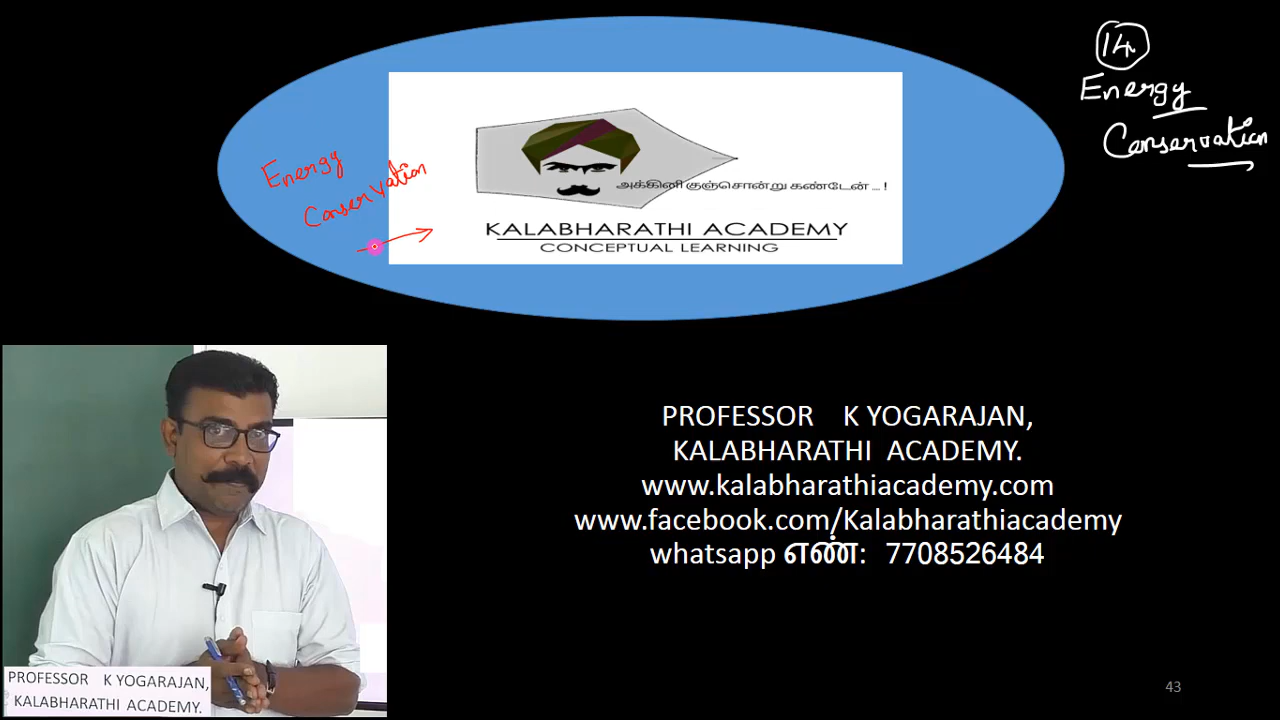 14
Energy
Conservation
Energy
Conservation
அக்கினி குஞ்சொன்று கண்டேன் ...!
KALABHARATHI ACADEMY
CONCEPTUAL LEARNING
PROFESSOR K YOGARAJAN,
KALABHARATHI ACADEMY.
www.kalabharathiacademy.com
www.facebook.com/Kalabharathiacademy
whatsapp எண்: 7708526484
PROFESSOR K YOGARAJAN,
KALABHARATHI ACADEMY.
43